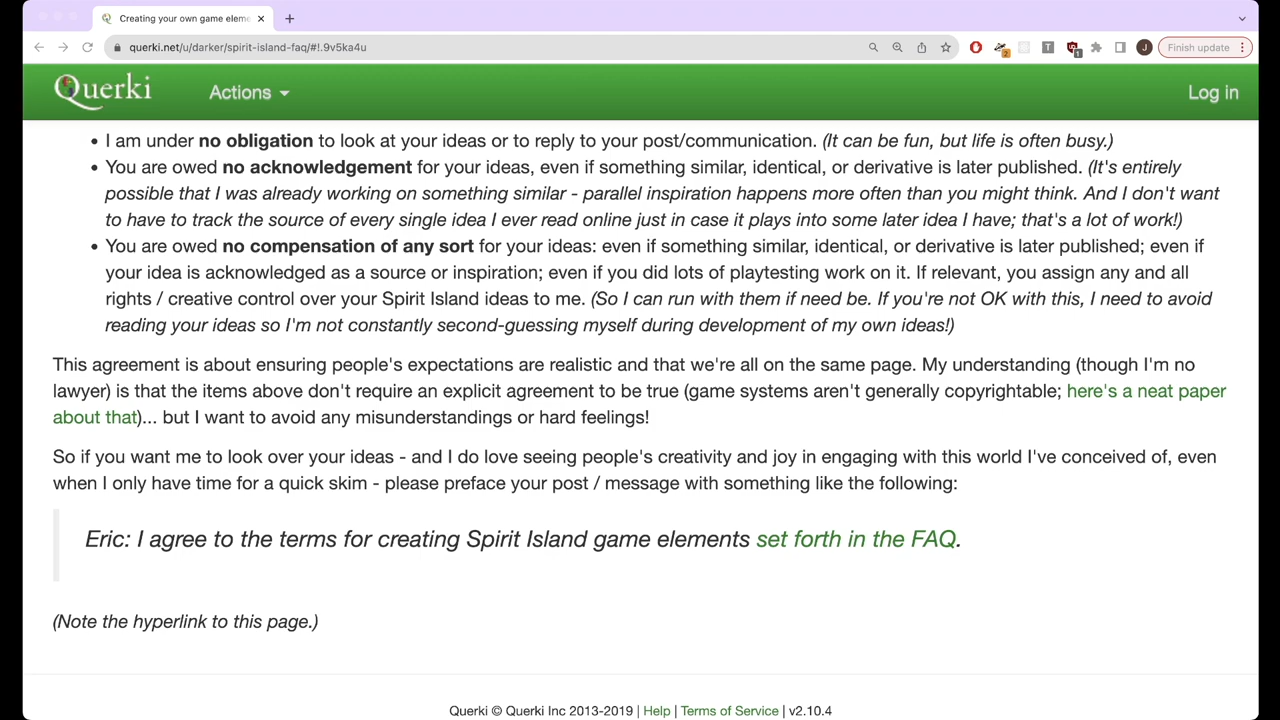 Creating your own game eleme
querki.net/u/darker/spirit-island-faq/#!.9v5ka4u
T
2
1
J
Finish update
Querki
Actions
Log in
• I am under no obligation to look at your ideas or to reply to your post/communication. (It can be fun, but life is often busy.)
• You are owed no acknowledgement for your ideas, even if something similar, identical, or derivative is later published. (It's entirely
possible that I was already working on something similar - parallel inspiration happens more often than you might think. And I don't want
to have to track the source of every single idea I ever read online just in case it plays into some later idea I have; that's a lot of work!)
• You are owed no compensation of any sort for your ideas: even if something similar, identical, or derivative is later published; even if
your idea is acknowledged as a source or inspiration; even if you did lots of playtesting work on it. If relevant, you assign any and all
rights / creative control over your Spirit Island ideas to me. (So I can run with them if need be. If you're not OK with this, I need to avoid
reading your ideas so I'm not constantly second-guessing myself during development of my own ideas!)
This agreement is about ensuring people's expectations are realistic and that we're all on the same page. My understanding (though I'm no
lawyer) is that the items above don't require an explicit agreement to be true (game systems aren't generally copyrightable; here's a neat paper
about that)... but I want to avoid any misunderstandings or hard feelings!
So if you want me to look over your ideas - and I do love seeing people's creativity and joy in engaging with this world I've conceived of, even
when I only have time for a quick skim - please preface your post / message with something like the following:
Eric: I agree to the terms for creating Spirit Island game elements set forth in the FAQ.
(Note the hyperlink to this page.)
Querki © Querki Inc 2013-2019 | Help | Terms of Service | v2.10.4